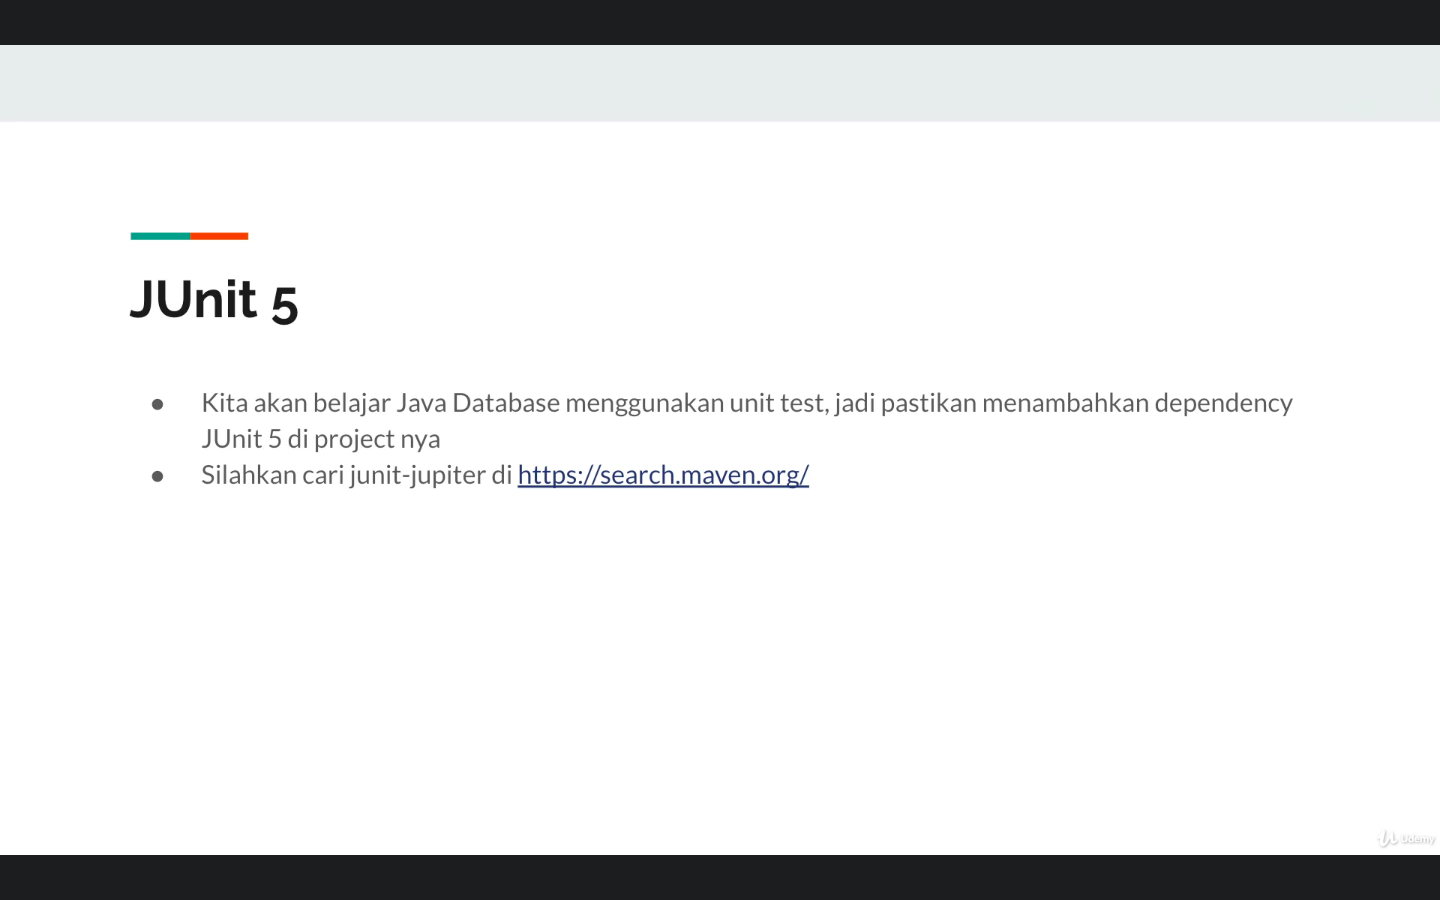 JUnit 5
● Kita akan belajar Java Database menggunakan unit test, jadi pastikan menambahkan dependency
JUnit 5 di project nya
● Silahkan cari junit-jupiter di https://search.maven.org/
Udemy